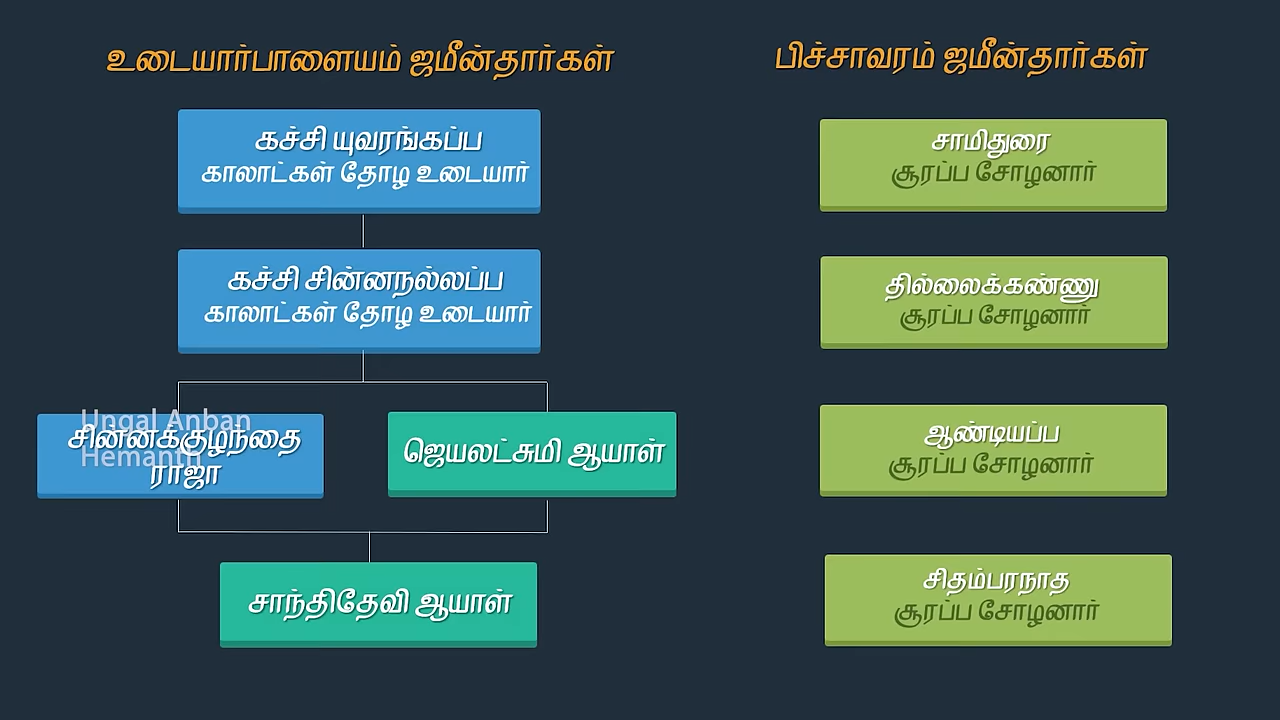 உடையார்பாளையம் ஜமீன்தார்கள்
கச்சி யுவரங்கப்ப
காலாட்கள் தோழ உடையார்
கச்சி சின்னநல்லப்ப
காலாட்கள் தோழ உடையார்
Ungal Anban
Hemanth
சின்னக்குழந்தை
ராஜா
ஜெயலட்சுமி ஆயாள்
சாந்திதேவி ஆயாள்
பிச்சாவரம் ஜமீன்தார்கள்
சாமிதுரை
சூரப்ப சோழனார்
தில்லைக்கண்ணு
சூரப்ப சோழனார்
ஆண்டியப்ப
சூரப்ப சோழனார்
சிதம்பரநாத
சூரப்ப சோழனார்